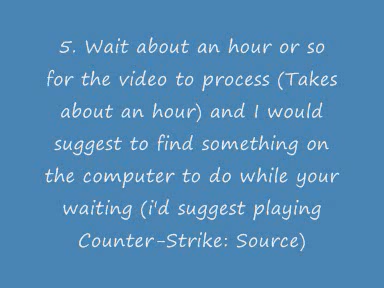 5. Wait about an hour or so
for the video to process (Takes
about an hour) and I would
suggest to find something on
the computer to do while your
waiting (i'd suggest playing
Counter-Strike: Source)